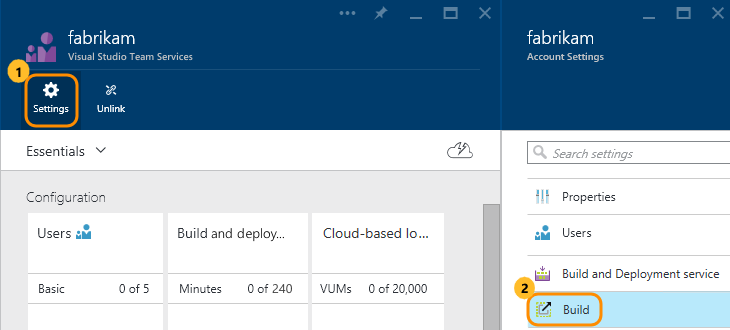 fabrikam
Visual Studio Team Services
1
Settings
Unlink
Essentials
Configuration
Users
Build and deploy...
Cloud-based lo...
Basic 0 of 5
Minutes 0 of 240
VUMs 0 of 20,000
fabrikam
Account Settings
Search settings
Properties
Users
Build and Deployment service
2
Build